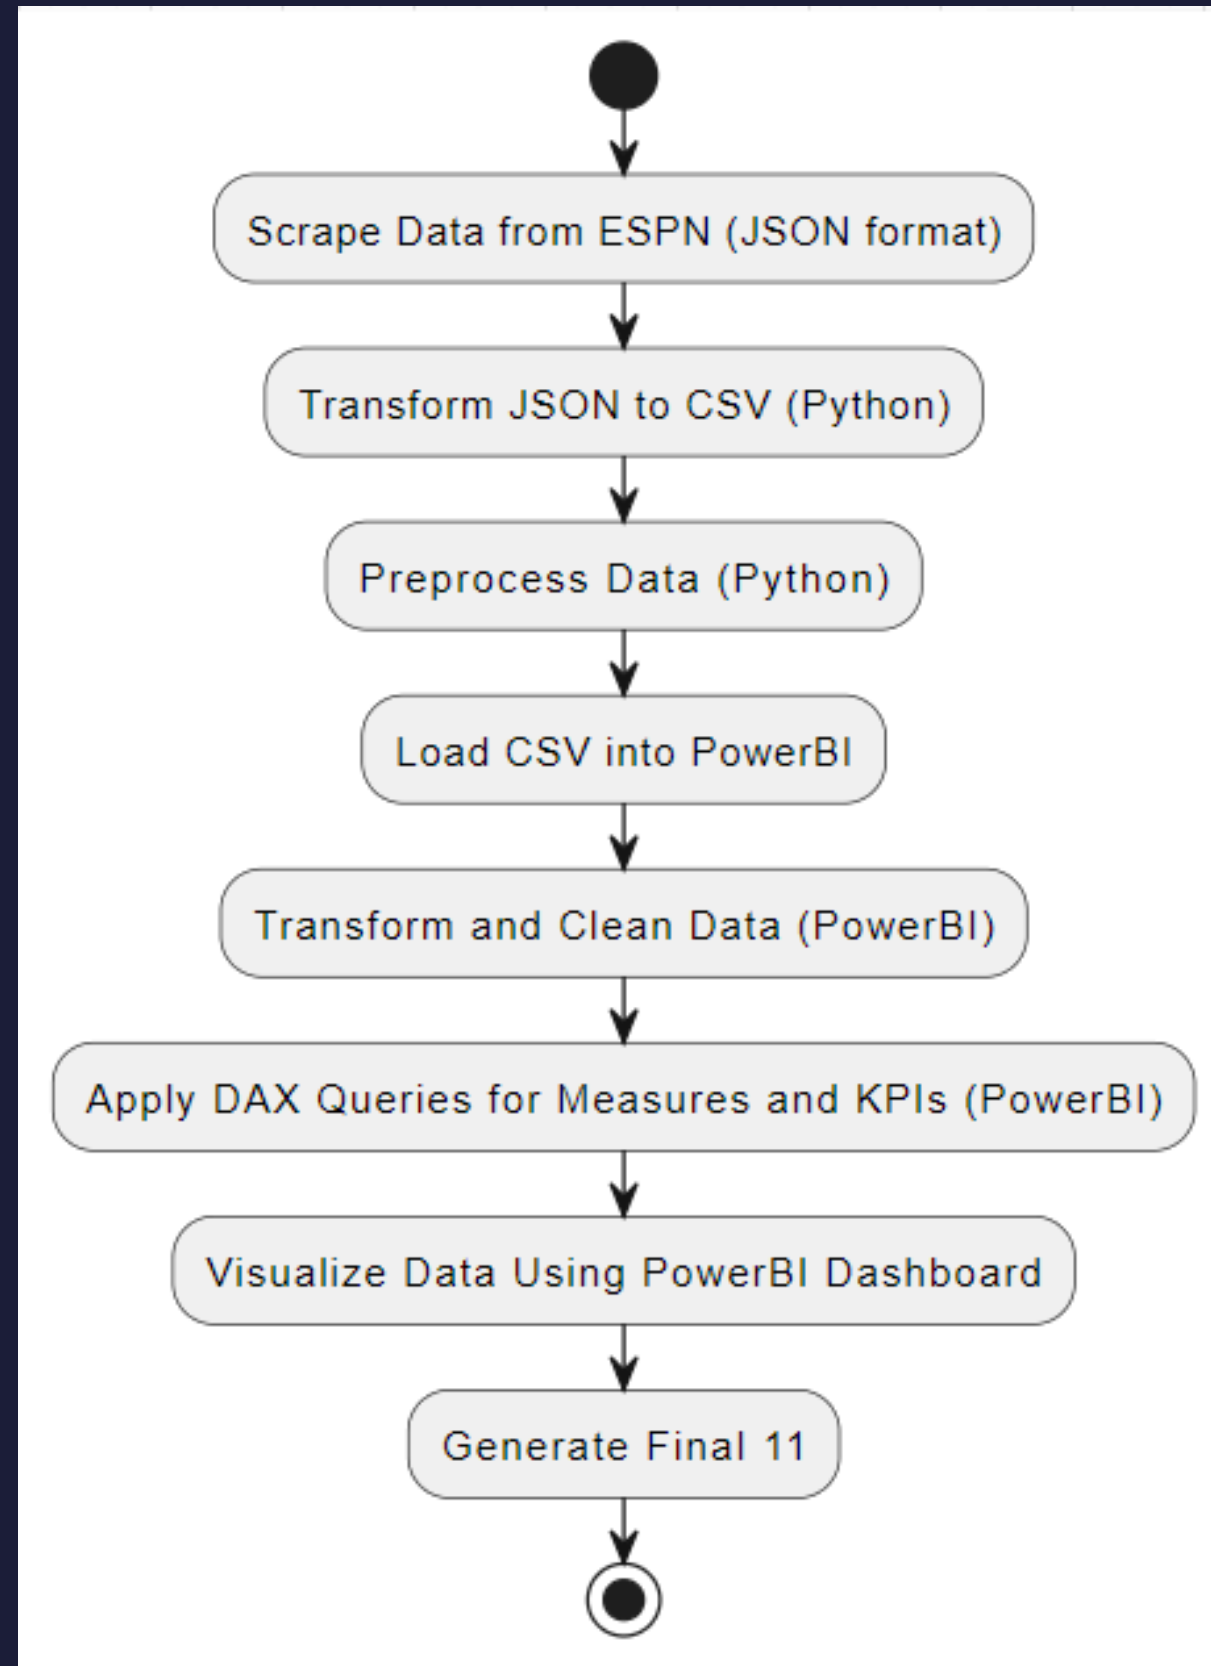 Scrape Data from ESPN (JSON format)
Transform JSON to CSV (Python)
Preprocess Data (Python)
Load CSV into PowerBI
Transform and Clean Data (PowerBI)
Apply DAX Queries for Measures and KPIs (PowerBI)
Visualize Data Using PowerBI Dashboard
Generate Final 11